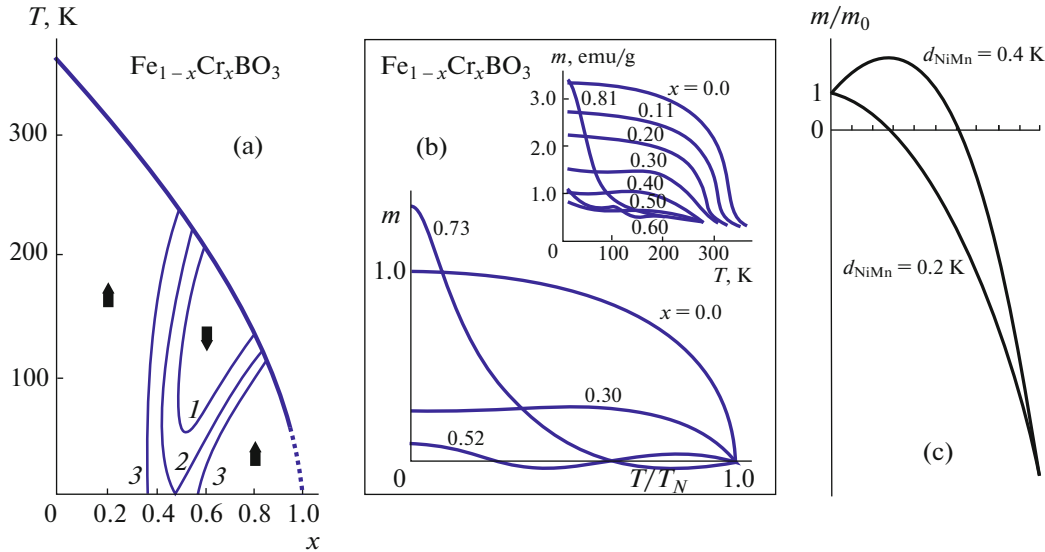 T, K
Fe1 – xCrxBO3
(a)
300
200
100
1
2
3
3
0
0.2
0.4
0.6
0.8
1.0
x
Fe1 – xCrxBO3
(b)
m, emu/g
3.0
2.0
1.0
0
0.81
x = 0.0
0.11
0.20
0.30
0.40
0.50
0.60
100
200
300
T, K
m
0.73
1.0
x = 0.0
0.30
0.52
0
T/TN
1.0
m/m0
dNiMn = 0.4 K
1
0
dNiMn = 0.2 K
(c)